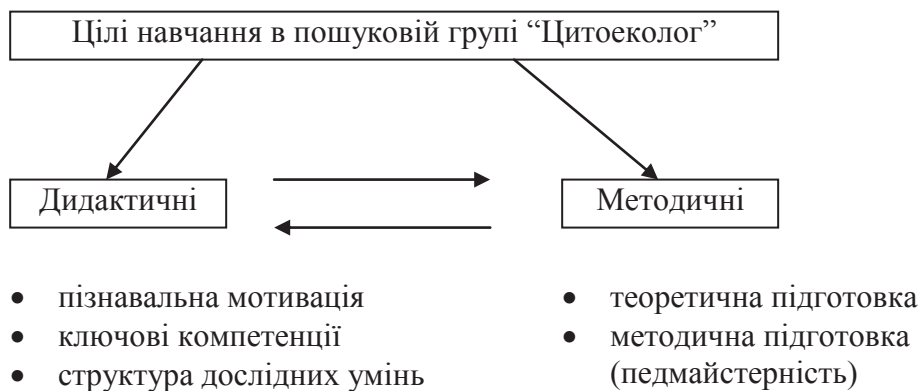 Цілі навчання в пошуковій групі “Цитоеколог”
Дидактичні
Методичні
• пізнавальна мотивація
• ключові компетенції
• структура дослідних умінь
• теоретична підготовка
• методична підготовка
(педмайстерність)